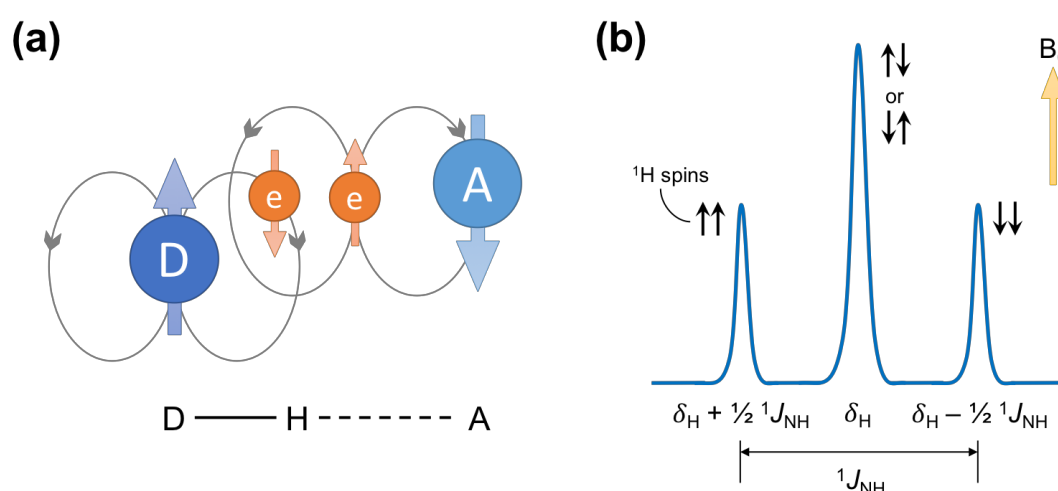 (a)
D
e
e
A
D
H
A
(b)
↑↓
or
↓↑
¹H spins
↑↑
↓↓
B
δH + ½ ¹JNH
δH
δH – ½ ¹JNH
¹JNH